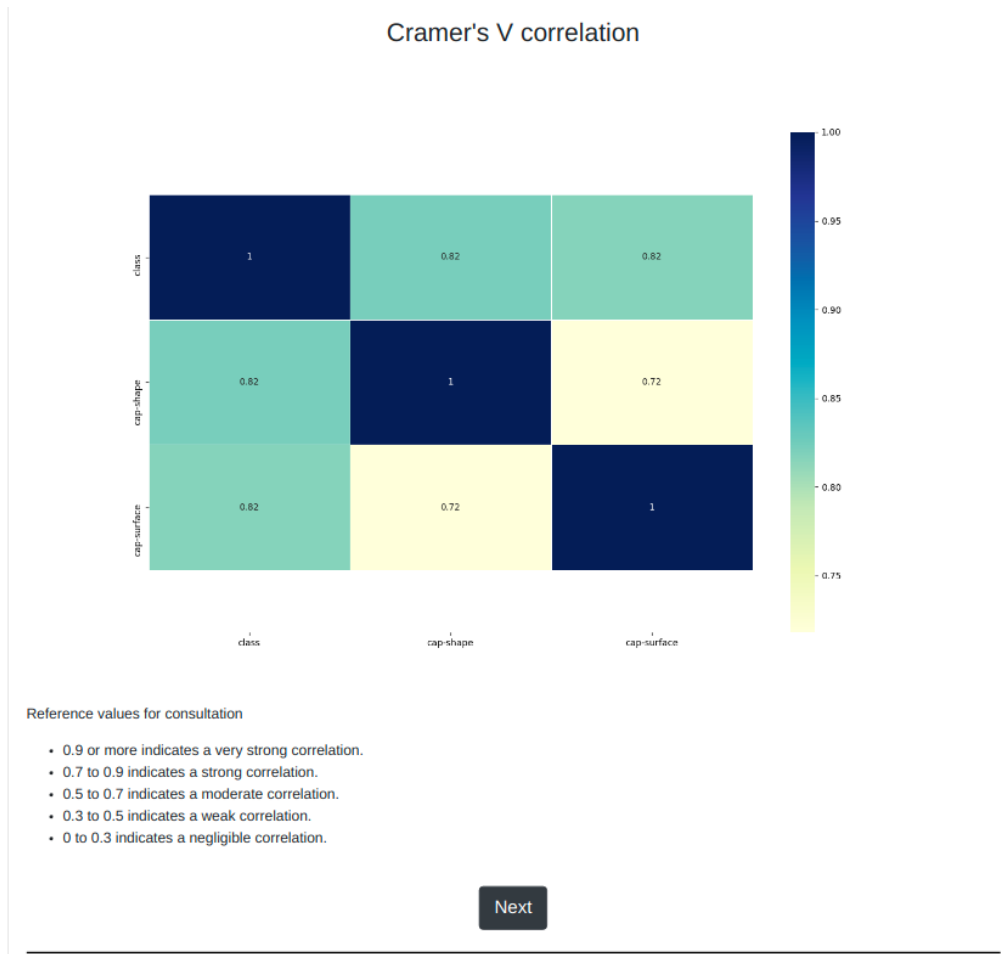 Cramer's V correlation
1.00
0.95
0.90
0.85
0.80
0.75
class
1
0.82
0.82
cap-shape
0.82
1
0.72
cap-surface
0.82
0.72
1
class
cap-shape
cap-surface
Reference values for consultation
• 0.9 or more indicates a very strong correlation.
• 0.7 to 0.9 indicates a strong correlation.
• 0.5 to 0.7 indicates a moderate correlation.
• 0.3 to 0.5 indicates a weak correlation.
• 0 to 0.3 indicates a negligible correlation.
Next